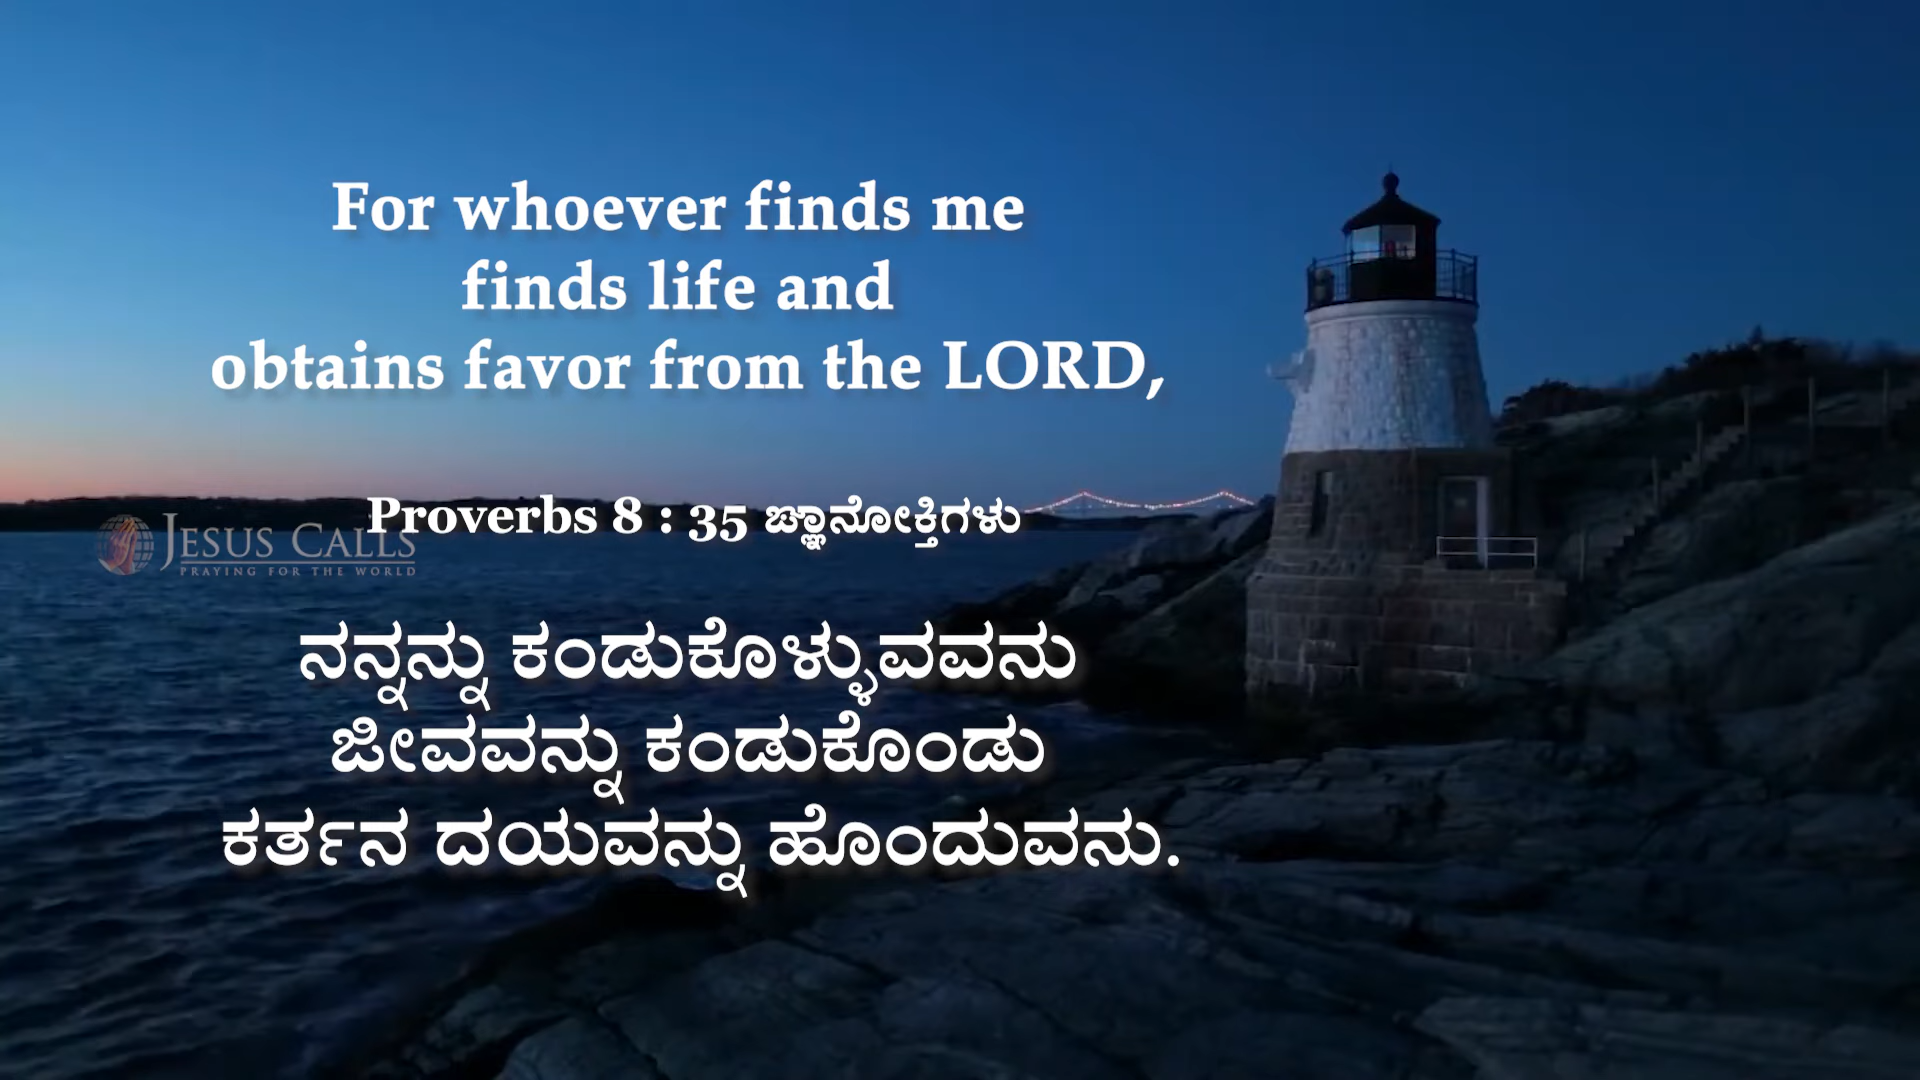 For whoever finds me
finds life and
obtains favor from the LORD,
Proverbs 8 : 35 ಜ್ಞಾನೋಕ್ತಿಗಳು
JESUS CALLS
PRAYING FOR THE WORLD
ನನ್ನನ್ನು ಕಂಡುಕೊಳ್ಳುವವನು
ಜೀವವನ್ನು ಕಂಡುಕೊಂಡು
ಕರ್ತನ ದಯವನ್ನು ಹೊಂದುವನು.